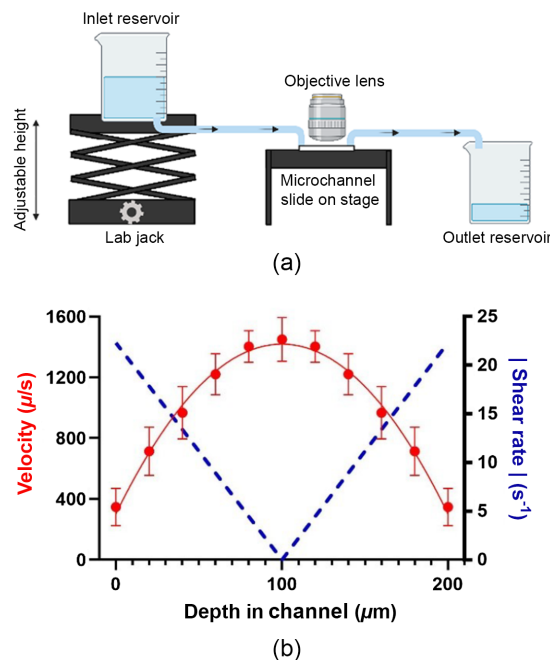 Inlet reservoir
Adjustable height
Objective lens
Microchannel
slide on stage
Lab jack
Outlet reservoir
(a)
Velocity (μ/s)
1600
1200
800
400
0
25
20
15
10
5
0
| Shear rate | (s⁻¹)
0
100
200
Depth in channel (μm)
(b)